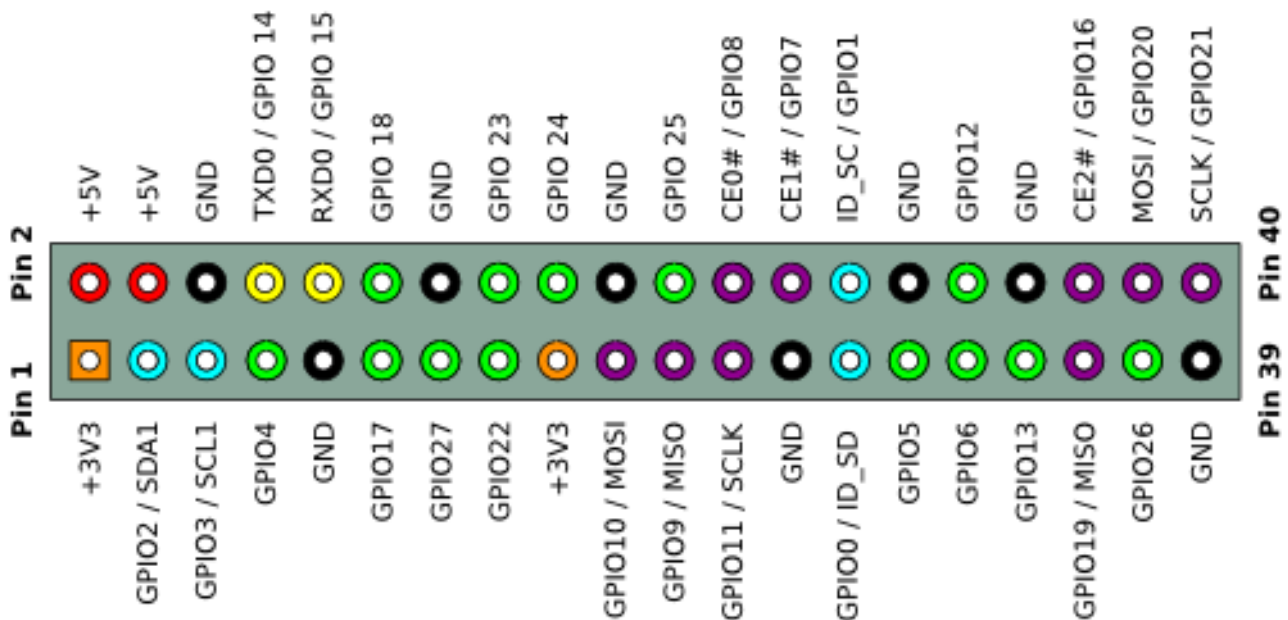 +5V
+5V
GND
TXD0 / GPIO 14
RXD0 / GPIO 15
GPIO 18
GND
GPIO 23
GPIO 24
GND
GPIO 25
CE0# / GPIO8
CE1# / GPIO7
ID_SC / GPIO1
GND
GPIO12
GND
CE2# / GPIO16
MOSI / GPIO20
SCLK / GPIO21
Pin 2
Pin 40
Pin 1
Pin 39
+3V3
GPIO2 / SDA1
GPIO3 / SCL1
GPIO4
GND
GPIO17
GPIO27
GPIO22
+3V3
GPIO10 / MOSI
GPIO9 / MISO
GPIO11 / SCLK
GND
GPIO0 / ID_SD
GPIO5
GPIO6
GPIO13
GPIO19 / MISO
GPIO26
GND